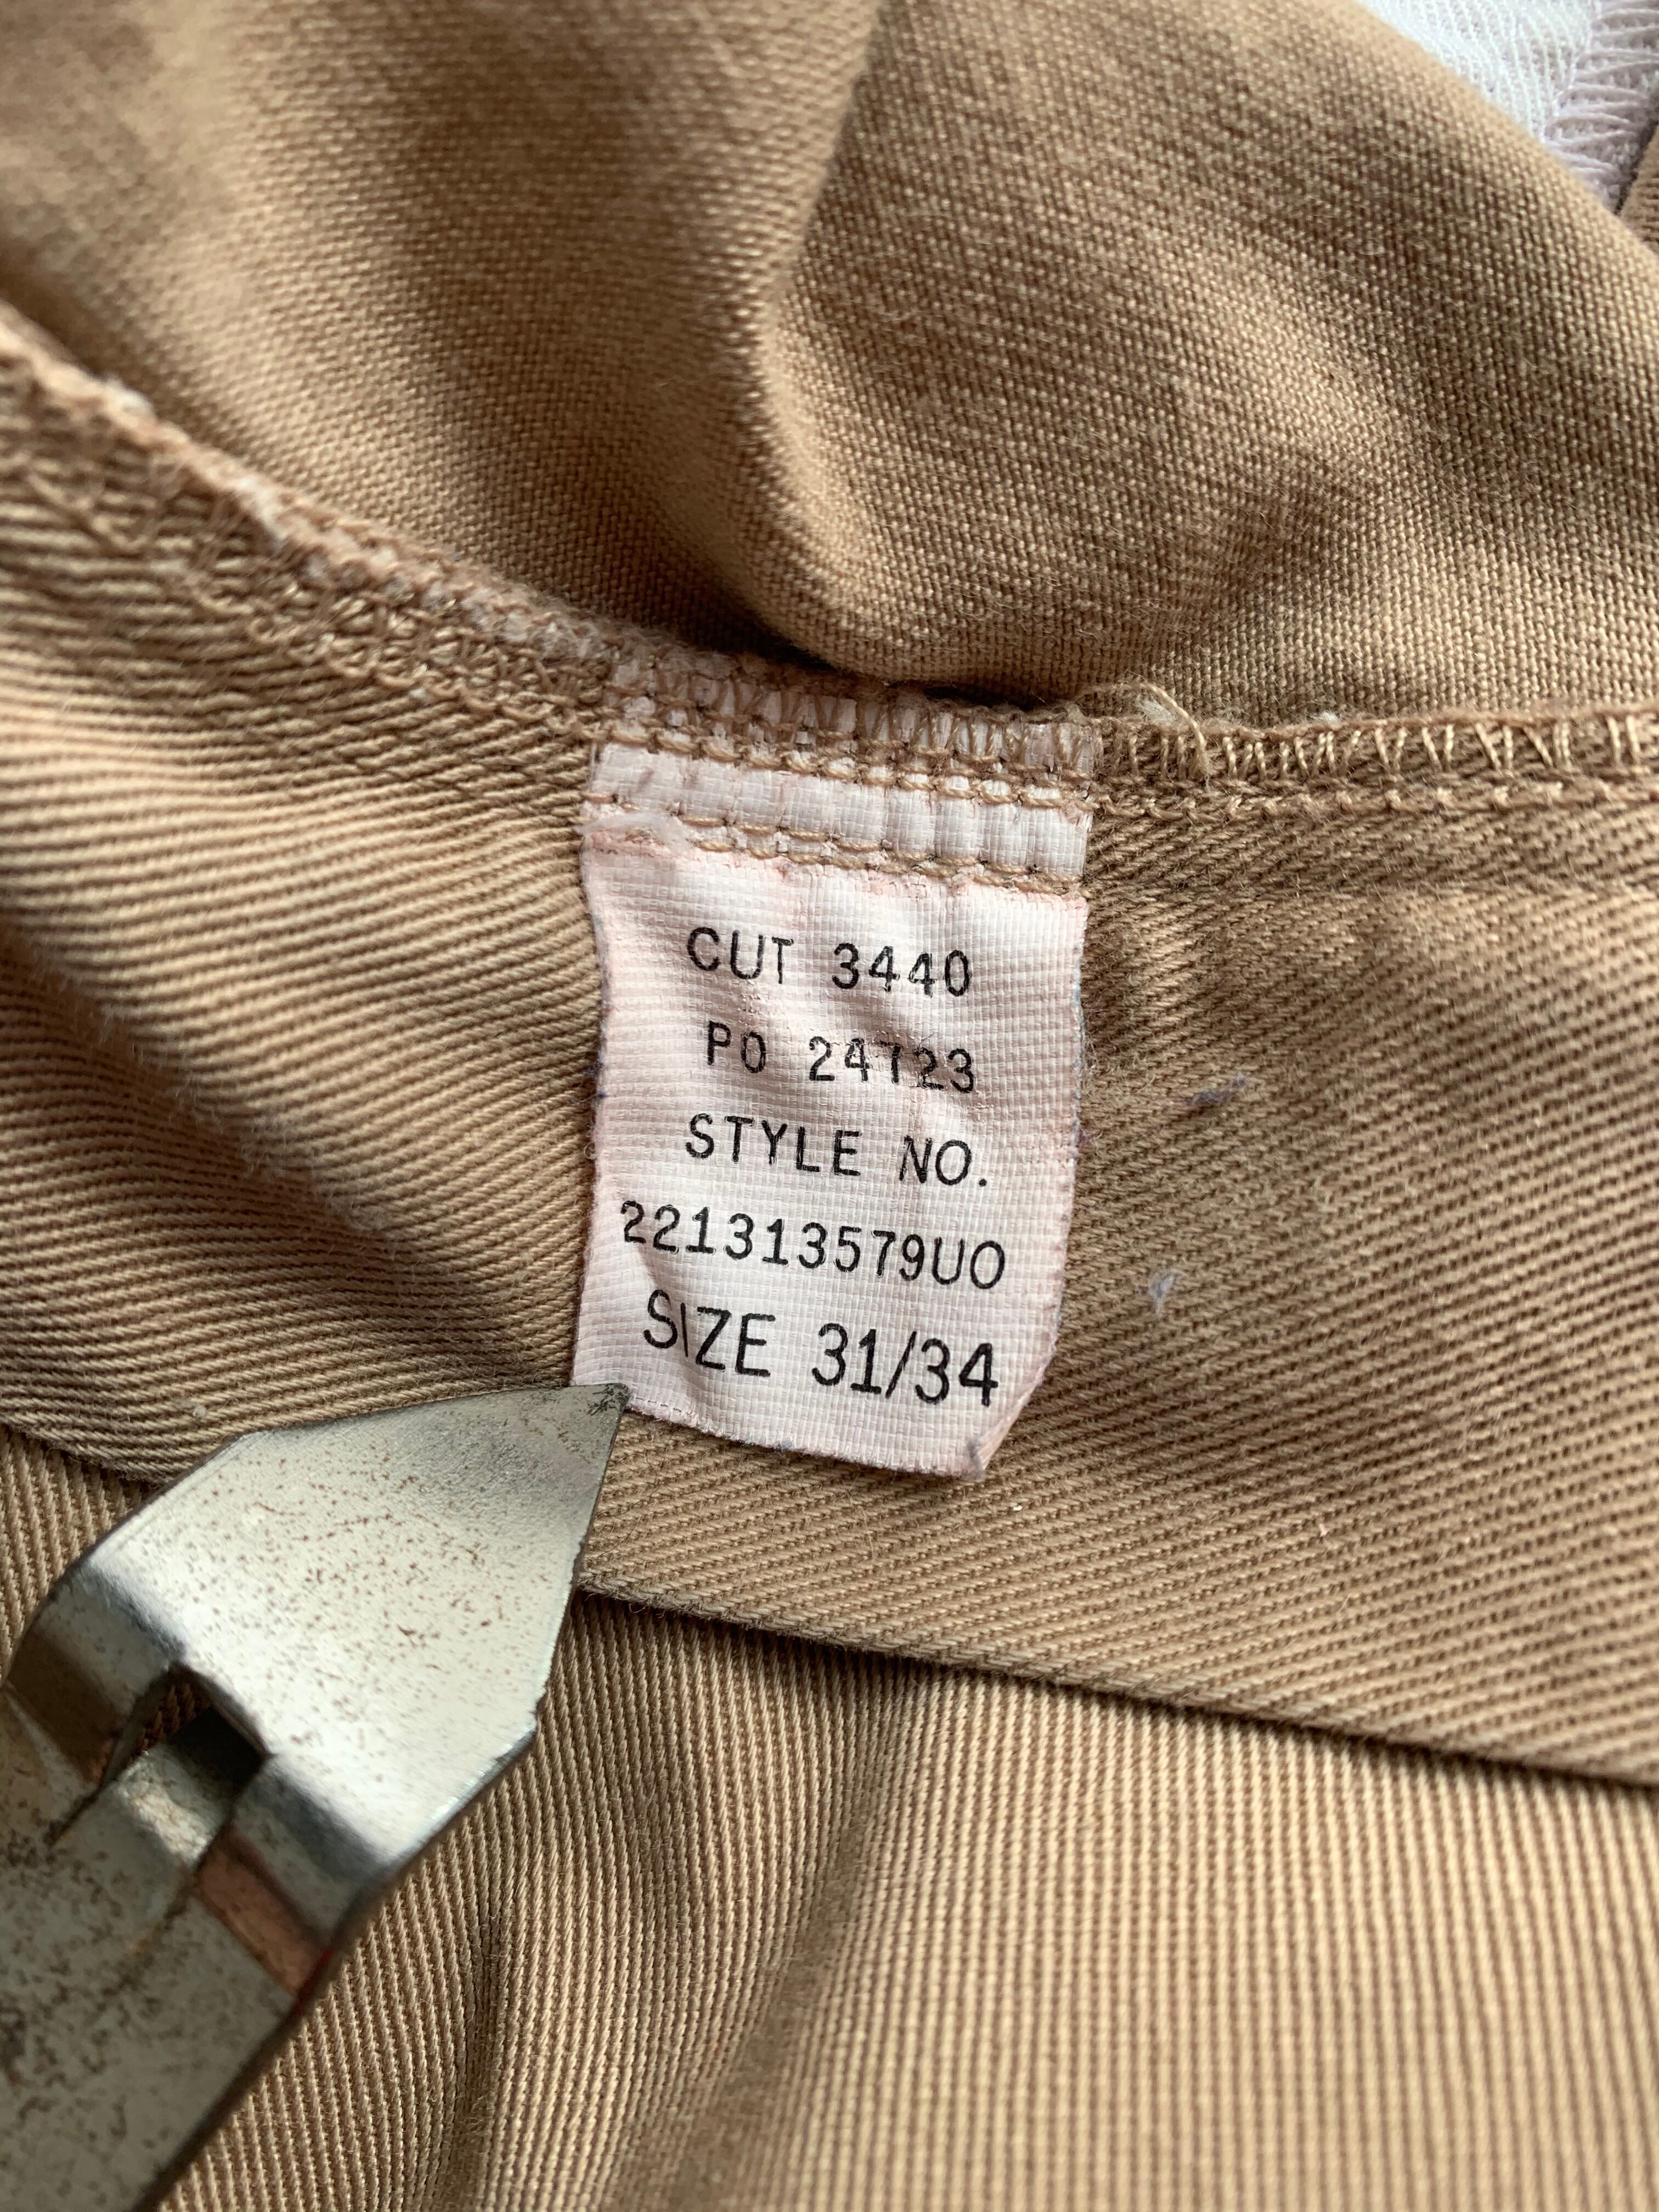 CUT 3440
PO 24723
STYLE NO.
221313579UO
SIZE 31/34